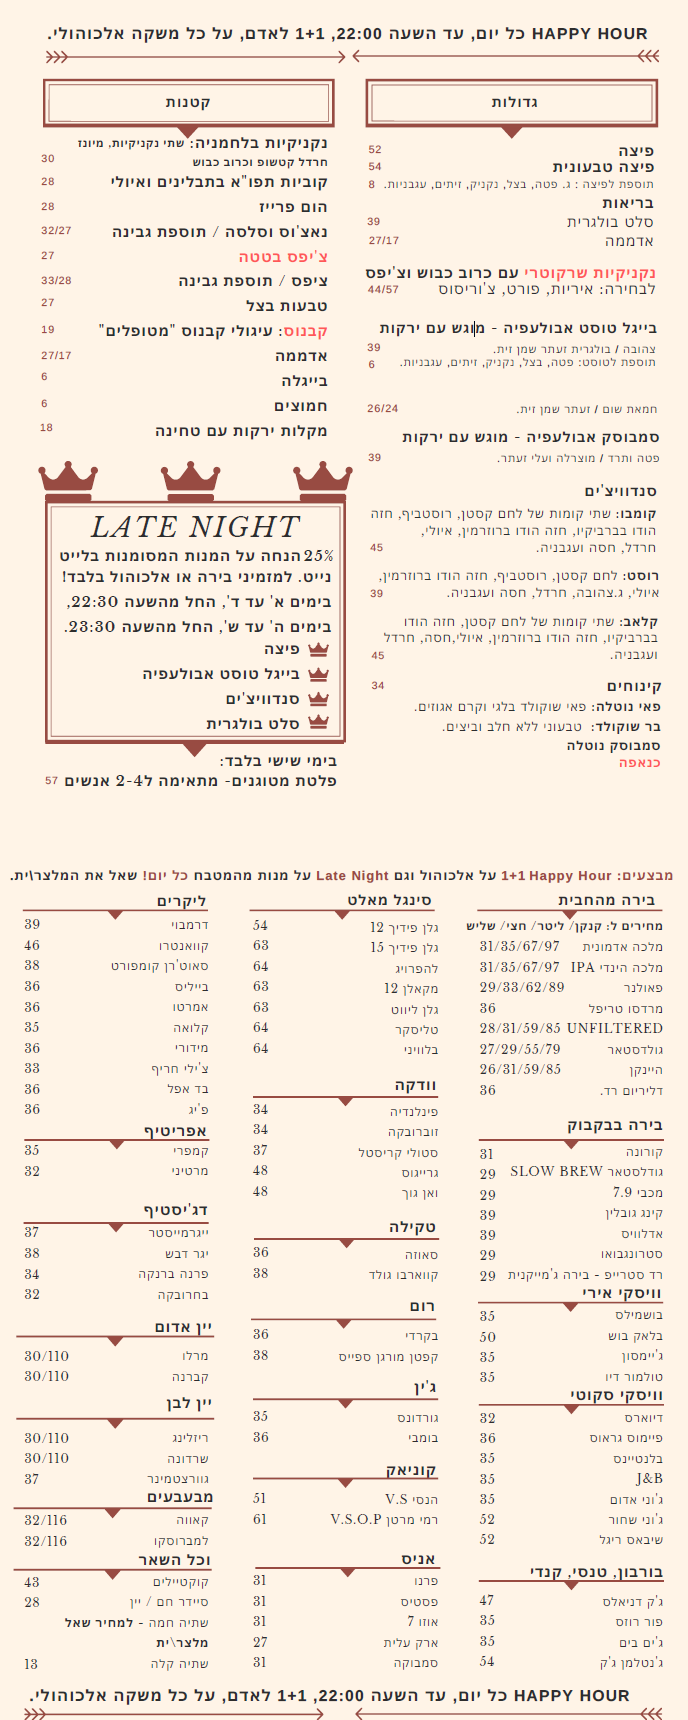 HAPPY HOUR כל יום, עד השעה 22:00, 1+1 לאדם, על כל משקה אלכוהולי.
גדולות
פיצה 52
פיצה טבעונית 54
תוספת לפיצה : ג. פטה, בצל, נקניק, זיתים, עגבניות. 8
בריאות
סלט בולגרית 39
אדממה 27/17
נקניקיות שרקוטרי עם כרוב כבוש וצ'יפס
לבחירה: איריות, פורט, צ'וריסוס 44/57
בייגל טוסט אבולעפיה - מוגש עם ירקות
צהובה / בולגרית זעתר שמן זית. 39
תוספת לטוסט: פטה, בצל, נקניק, זיתים, עגבניות. 6
חמאת שום / זעתר שמן זית. 26/24
סמבוסק אבולעפיה - מוגש עם ירקות
פטה ותרד / מוצרלה ועלי זעתר. 39
סנדוויצ'ים
קומבו: שתי קומות של לחם קסטן, רוסטביף, חזה
הודו בברביקיו, חזה הודו ברוזמרין, איולי,
חרדל, חסה ועגבניה. 45
רוסט: לחם קסטן, רוסטביף, חזה הודו ברוזמרין,
איולי, ג.צהובה, חרדל, חסה ועגבניה. 39
קלאב: שתי קומות של לחם קסטן, חזה הודו
בברביקיו, חזה הודו ברוזמרין, איולי,חסה, חרדל
ועגבניה. 45
קינוחים 34
פאי נוטלה: פאי שוקולד בלגי וקרם אגוזים.
בר שוקולד: טבעוני ללא חלב וביצים.
סמבוסק נוטלה
כנאפה
קטנות
נקניקיות בלחמניה: שתי נקניקיות, מיונז
חרדל קטשופ וכרוב כבוש 30
קוביות תפו"א בתבלינים ואיולי 28
הום פרייז 28
נאצ'וס וסלסה / תוספת גבינה 32/27
צ'יפס בטטה 27
ציפס / תוספת גבינה 33/28
טבעות בצל 27
קבנוס: עיגולי קבנוס "מטופלים" 19
אדממה 27/17
בייגלה 6
חמוצים 6
מקלות ירקות עם טחינה 18
LATE NIGHT
25% הנחה על המנות המסומנות בלייט
נייט. למזמיני בירה או אלכוהול בלבד!
בימים א' עד ד', החל מהשעה 22:30,
בימים ה' עד ש', החל מהשעה 23:30.
פיצה
בייגל טוסט אבולעפיה
סנדוויצ'ים
סלט בולגרית
בימי שישי בלבד:
פלטת מטוגנים- מתאימה ל2-4 אנשים 57
מבצעים: 1+1 Happy Hour על אלכוהול וגם Late Night על מנות מהמטבח כל יום! שאל את המלצר\ית.
בירה מהחבית
מחירים ל: קנקן/ ליטר/ חצי/ שליש
מלכה אדמונית 31/35/67/97
מלכה הינדי IPA 31/35/67/97
פאולנר 29/33/62/89
מרדסו טריפל 36
UNFILTERED 28/31/59/85
גולדסטאר 27/29/55/79
היינקן 26/31/59/85
דליריום רד. 36
בירה בבקבוק
קורונה 31
גודלסטאר SLOW BREW 29
מכבי 7.9 29
קינג גובלין 39
אדלוויס 39
סטרונגבואו 29
רד סטרייפ - בירה ג'מייקנית 29
וויסקי אירי
בושמילס 35
בלאק בוש 50
ג'יימסון 35
טולמור דיו 35
וויסקי סקוטי
דיוארס 32
פיימוס גראוס 36
בלנטיינס 35
J&B 35
ג'וני אדום 35
ג'וני שחור 52
שיבאס ריגל 52
בורבון, טנסי, קנדי
ג'ק דניאלס 47
פור רוזס 35
ג'ים בים 35
ג'נטלמן ג'ק 54
סינגל מאלט
גלן פידיך 12 54
גלן פידיך 15 63
להפרויג 64
מקאלן 12 63
גלן ליווט 63
טליסקר 64
בלוויני 64
וודקה
פינלנדיה 34
זוברובקה 34
סטולי קריסטל 37
גרייגוס 48
ואן גוך 48
טקילה
סאוזה 36
קווארבו גולד 38
רום
בקרדי 36
קפטן מורגן ספייס 38
ג'ין
גורדונס 35
בומביי 36
קוניאק
הנסי V.S 51
רמי מרטן V.S.O.P 61
אניס
פרנו 31
פסטיס 31
אוזו 7 31
ארק עלית 27
סמבוקה 31
ליקרים
דרמבוי 39
קוואנטרו 46
סאוט'רן קומפורט 38
בייליס 36
אמרטו 36
קלואה 35
מידורי 36
צ'ילי חריף 33
בד אפל 36
פ'יג 36
אפריטיף
קמפרי 35
מרטיני 32
דג'יסטיף
ייגרמייסטר 37
יגר דבש 38
פרנה ברנקה 34
בחרובקה 32
יין אדום
מרלו 30/110
קברנה 30/110
יין לבן
ריזלינג 30/110
שרדונה 30/110
גוורצטמינר 37
מבעבעים
קאווה 32/116
למברוסקו 32/116
וכל השאר
קוקטיילים 43
סיידר חם / יין 28
שתיה חמה - למחיר שאל
מלצר\ית
שתיה קלה 13
HAPPY HOUR כל יום, עד השעה 22:00, 1+1 לאדם, על כל משקה אלכוהולי.